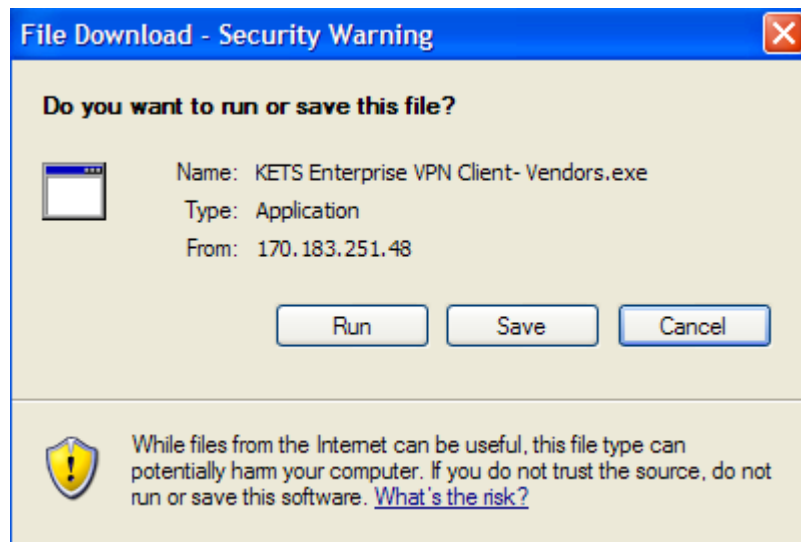 File Download - Security Warning
Do you want to run or save this file?
Name: KETS Enterprise VPN Client- Vendors.exe
Type: Application
From: 170.183.251.48
Run Save Cancel
While files from the Internet can be useful, this file type can
potentially harm your computer. If you do not trust the source, do not
run or save this software. What's the risk?